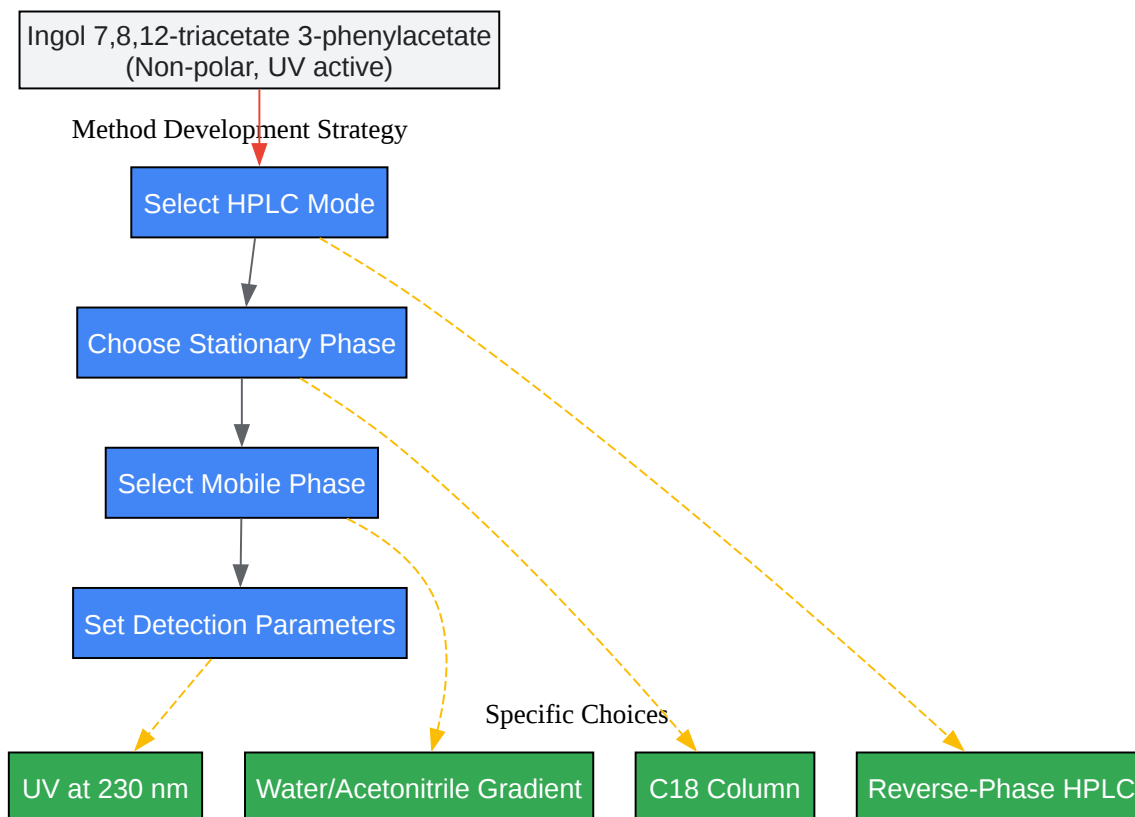 Ingol 7,8,12-triacetate 3-phenylacetate
(Non-polar, UV active)
Method Development Strategy
Select HPLC Mode
Choose Stationary Phase
Select Mobile Phase
Set Detection Parameters
Specific Choices
UV at 230 nm
Water/Acetonitrile Gradient
C18 Column
Reverse-Phase HPLC